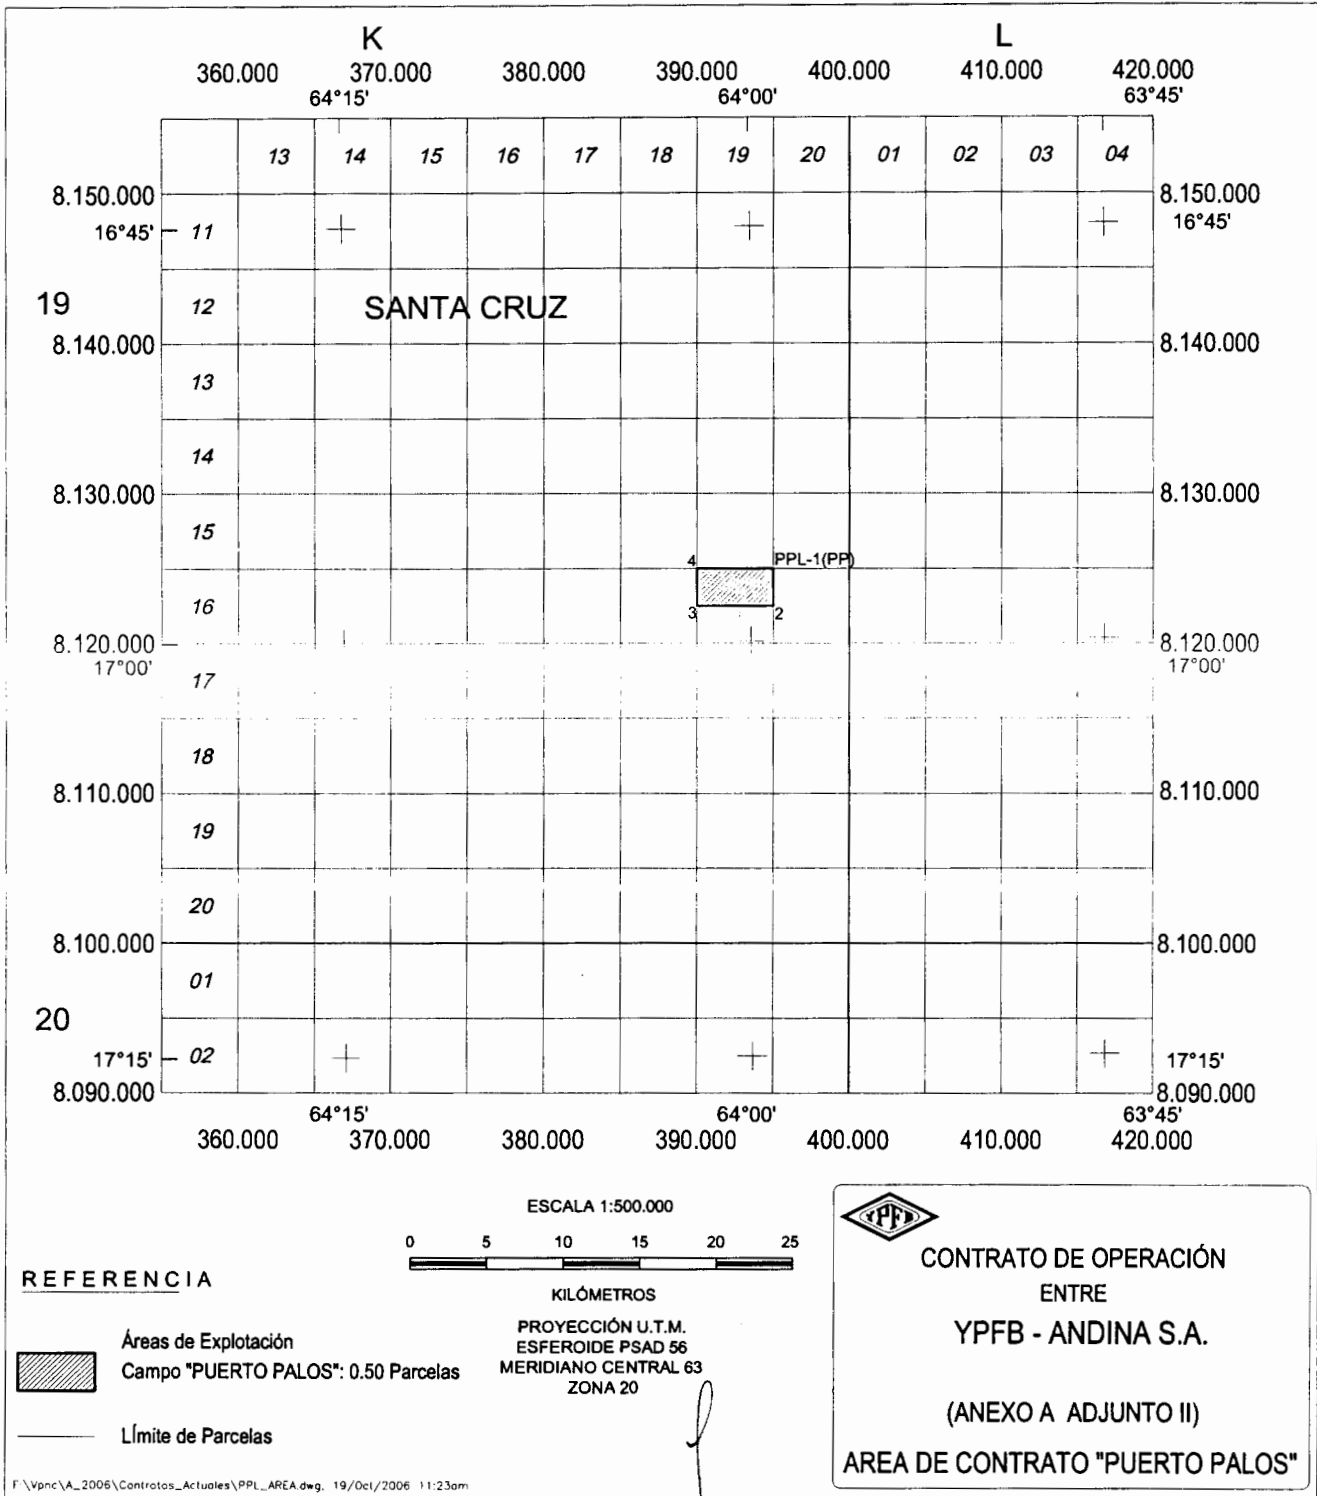 K L
360.000 370.000 380.000 390.000 400.000 410.000 420.000
64°15' 64°00' 63°45'
13 14 15 16 17 18 19 20 01 02 03 04
8.150.000 8.150.000
16°45' 11 16°45'
19 12 SANTA CRUZ
8.140.000 8.140.000
13
14
8.130.000 8.130.000
15
4 PPL-1(PP)
16 3 2
8.120.000 8.120.000
17°00' 17°00'
17
18
8.110.000 8.110.000
19
20
8.100.000 8.100.000
01
20
17°15' 02 17°15'
8.090.000 8.090.000
64°15' 64°00' 63°45'
360.000 370.000 380.000 390.000 400.000 410.000 420.000
ESCALA 1:500.000
0 5 10 15 20 25
KILÓMETROS
PROYECCIÓN U.T.M.
ESFEROIDE PSAD 56
MERIDIANO CENTRAL 63
ZONA 20
REFERENCIA
Áreas de Explotación
Campo "PUERTO PALOS": 0.50 Parcelas
Límite de Parcelas
F:\Vpnc\A_2006\Contratos_Actuales\PPL_AREA.dwg, 19/Oct/2006 11:23am
YPFB
CONTRATO DE OPERACIÓN
ENTRE
YPFB - ANDINA S.A.
(ANEXO A ADJUNTO II)
AREA DE CONTRATO "PUERTO PALOS"